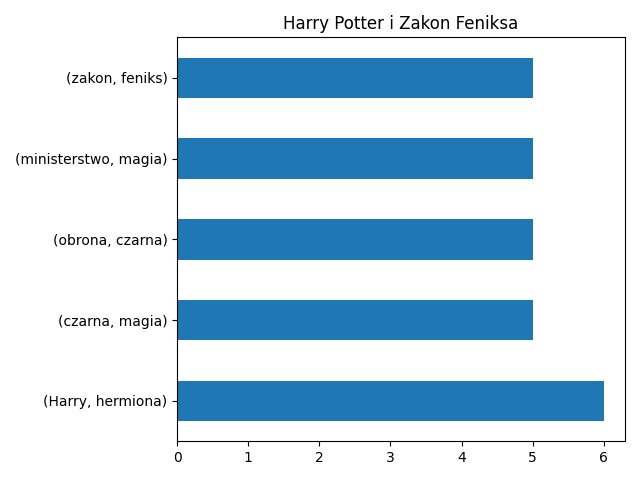 Harry Potter i Zakon Feniksa
(zakon, feniks)
(ministerstwo, magia)
(obrona, czarna)
(czarna, magia)
(Harry, hermiona)
0 1 2 3 4 5 6